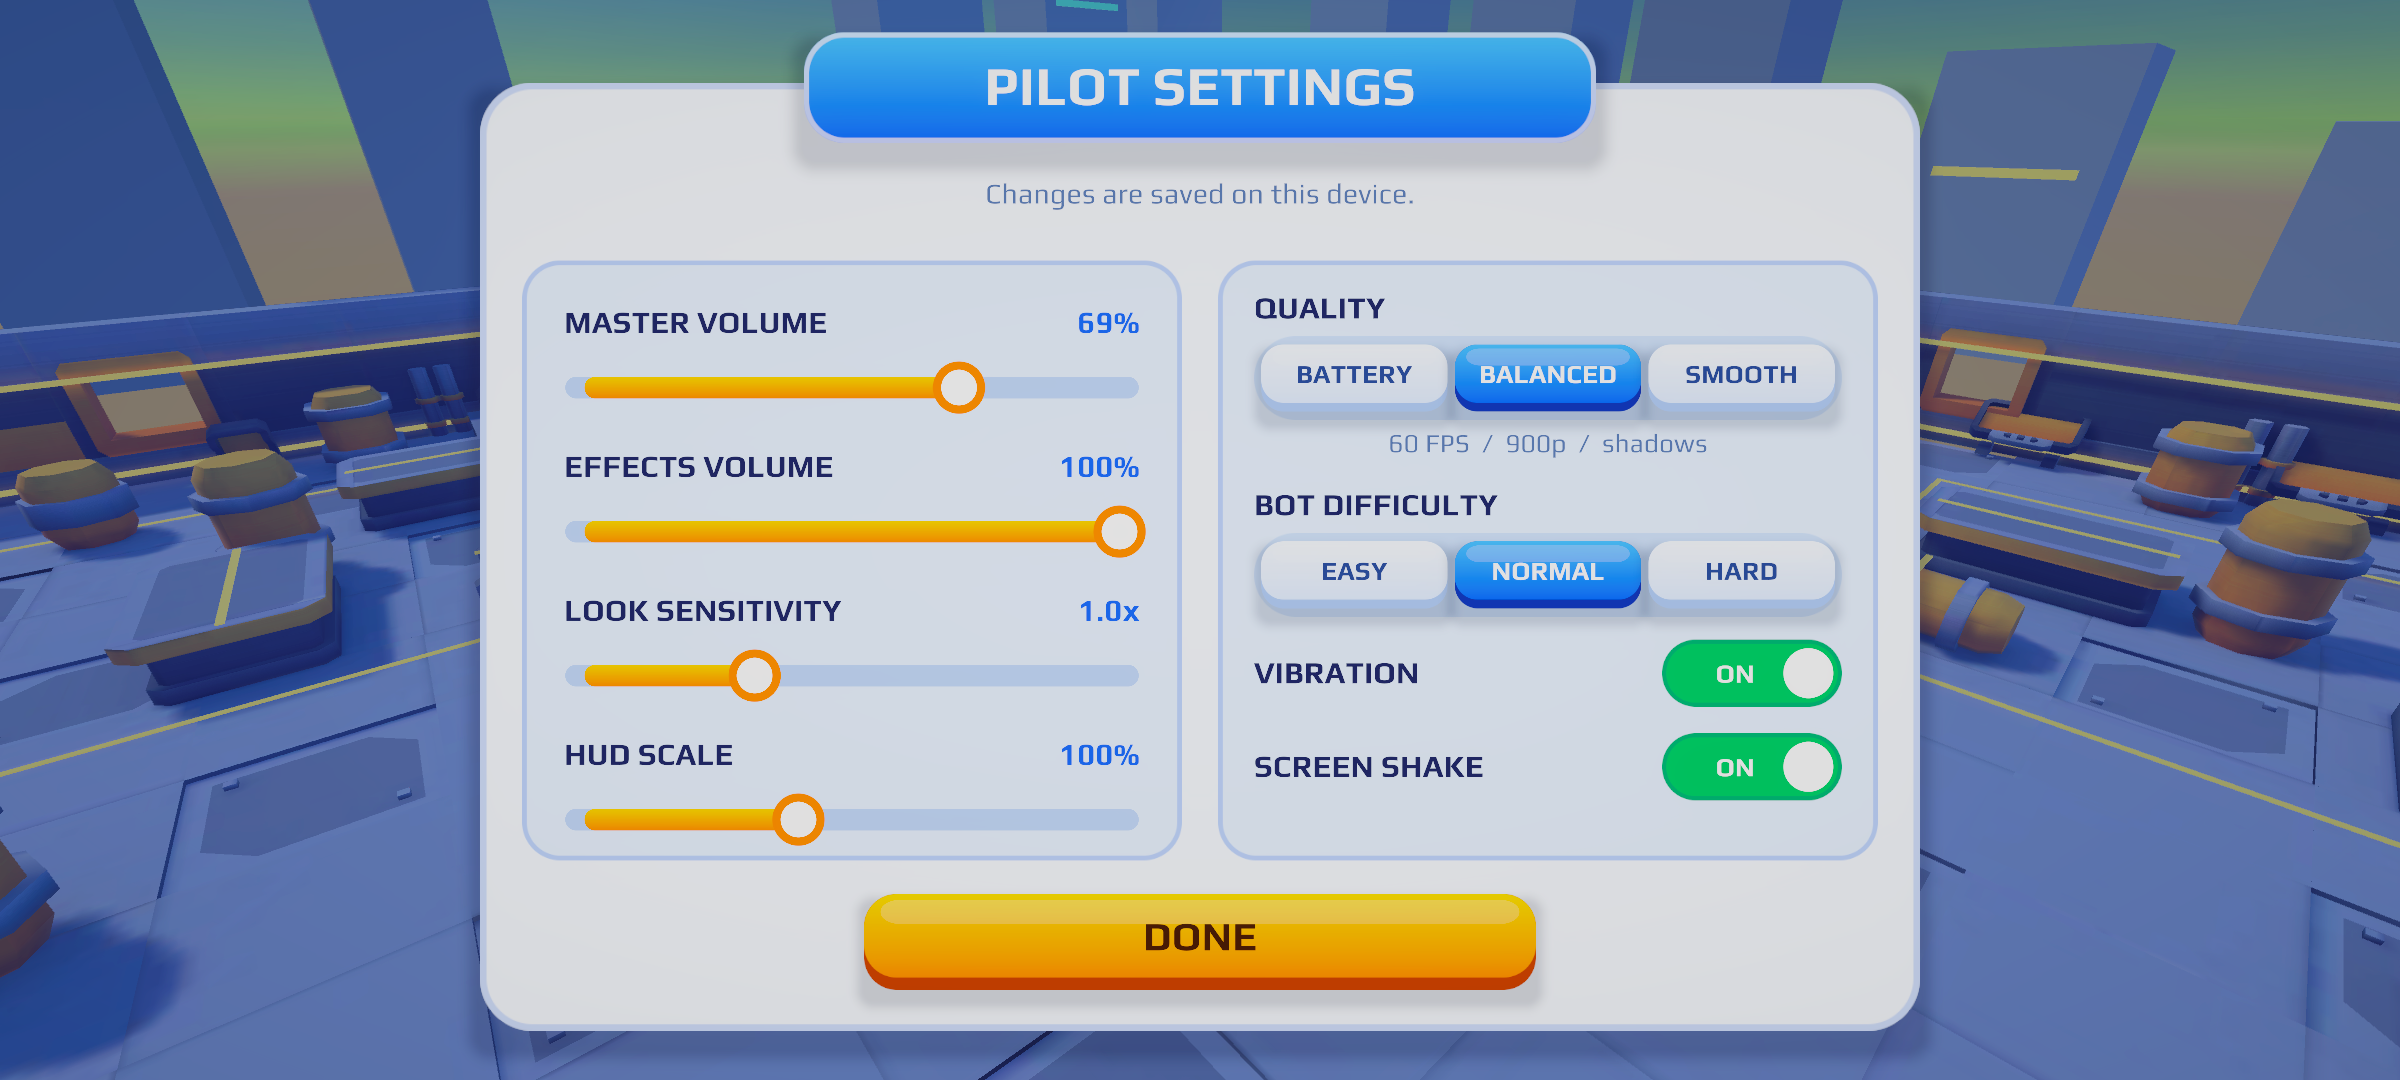 PILOT SETTINGS
Changes are saved on this device.
MASTER VOLUME 69%
EFFECTS VOLUME 100%
LOOK SENSITIVITY 1.0x
HUD SCALE 100%
QUALITY
BATTERY BALANCED SMOOTH
60 FPS / 900p / shadows
BOT DIFFICULTY
EASY NORMAL HARD
VIBRATION ON
SCREEN SHAKE ON
DONE